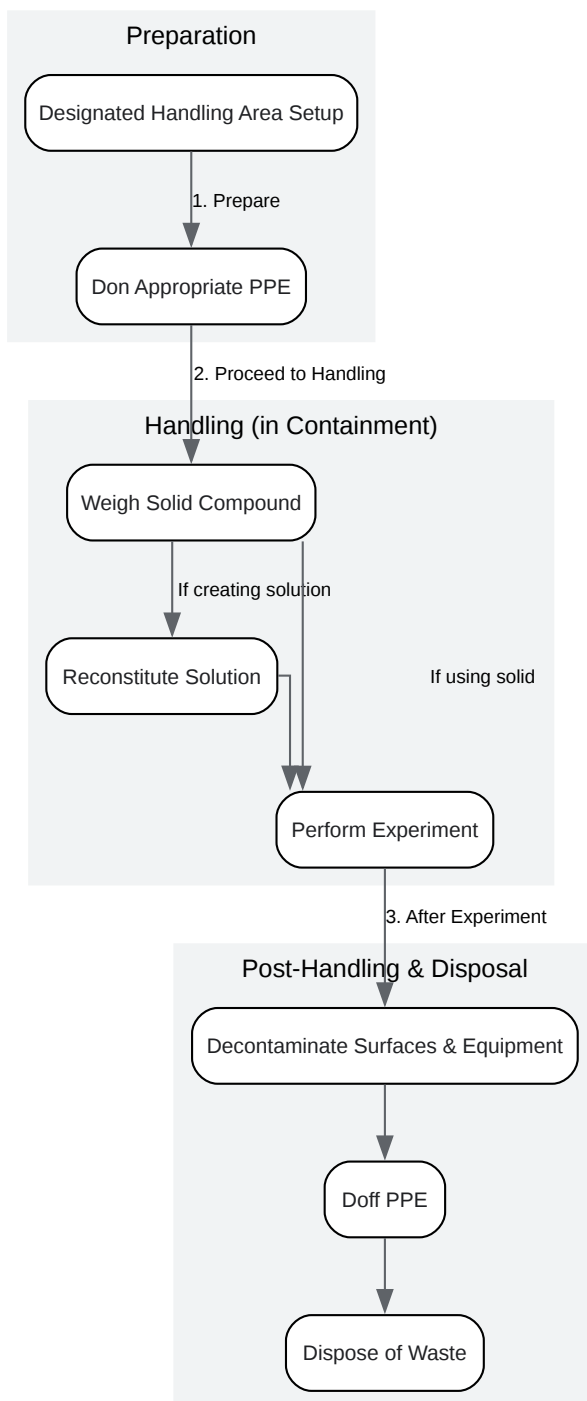 Preparation
Designated Handling Area Setup
1. Prepare
Don Appropriate PPE
2. Proceed to Handling
Handling (in Containment)
Weigh Solid Compound
If creating solution
Reconstitute Solution
If using solid
Perform Experiment
3. After Experiment
Post-Handling & Disposal
Decontaminate Surfaces & Equipment
Doff PPE
Dispose of Waste